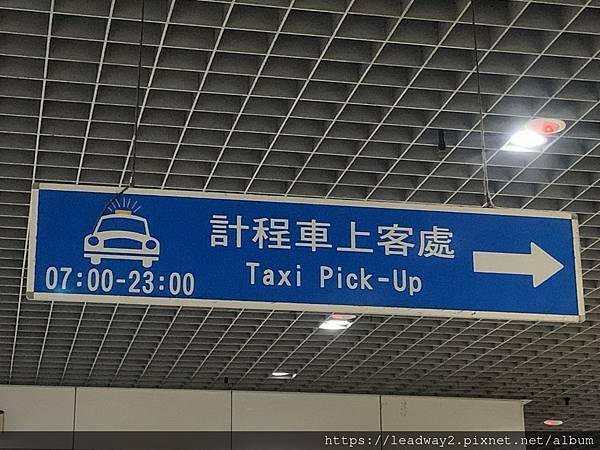 計程車上客處
Taxi Pick-Up
07:00-23:00
https://leadway2.pixnet.net/album